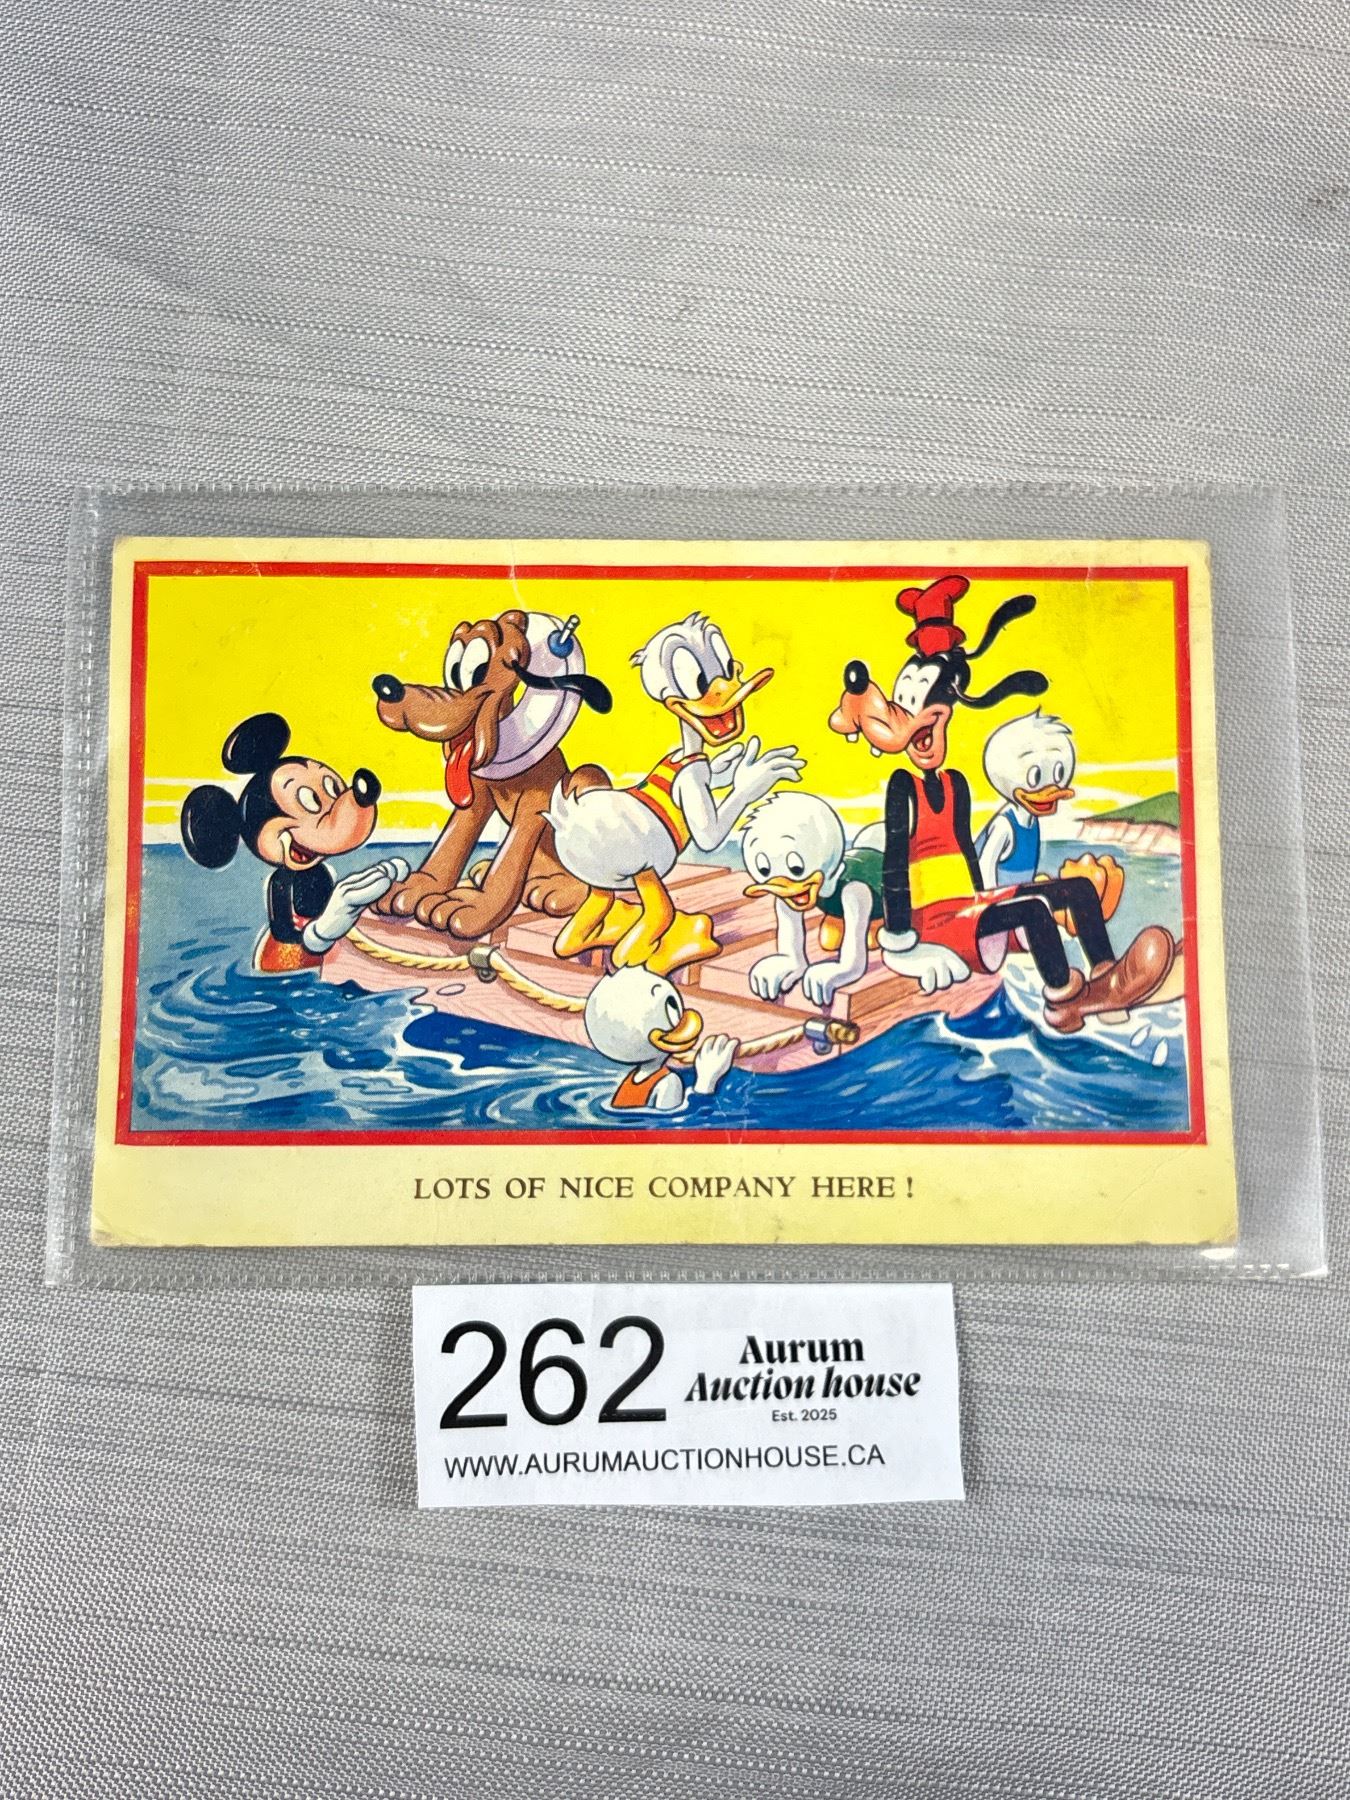 LOTS OF NICE COMPANY HERE !
262
Aurum
Auction house
Est. 2025
WWW.AURUMAUCTIONHOUSE.CA